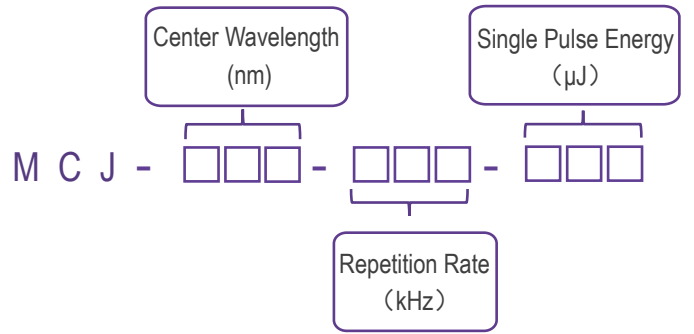 Center Wavelength
(nm)
Single Pulse Energy
（μJ）
M C J - □□□ - □□□ - □□□
Repetition Rate
（kHz）